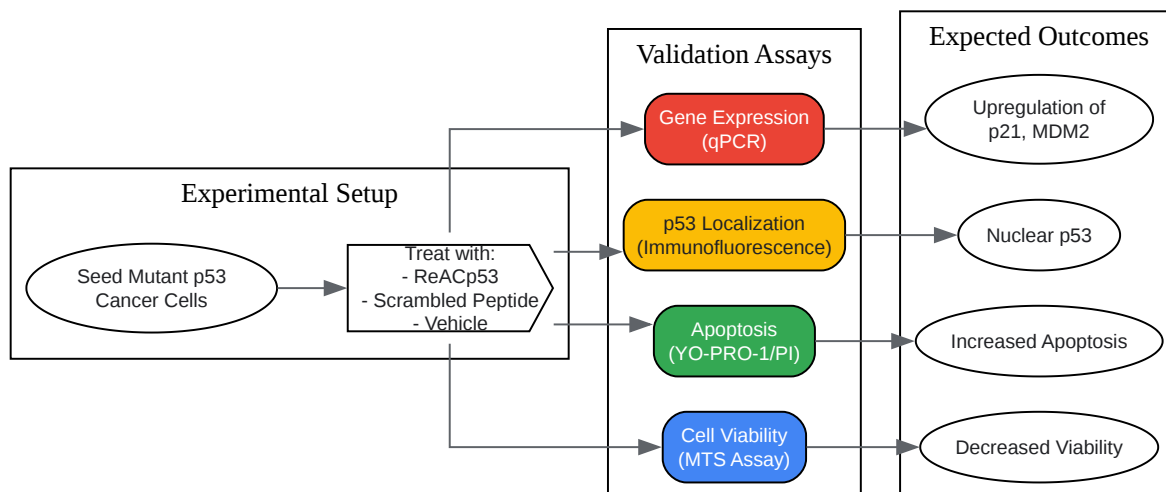 Experimental Setup
Seed Mutant p53
Cancer Cells
Treat with:
- ReACp53
- Scrambled Peptide
- Vehicle
Validation Assays
Gene Expression
(qPCR)
p53 Localization
(Immunofluorescence)
Apoptosis
(YO-PRO-1/PI)
Cell Viability
(MTS Assay)
Expected Outcomes
Upregulation of
p21, MDM2
Nuclear p53
Increased Apoptosis
Decreased Viability